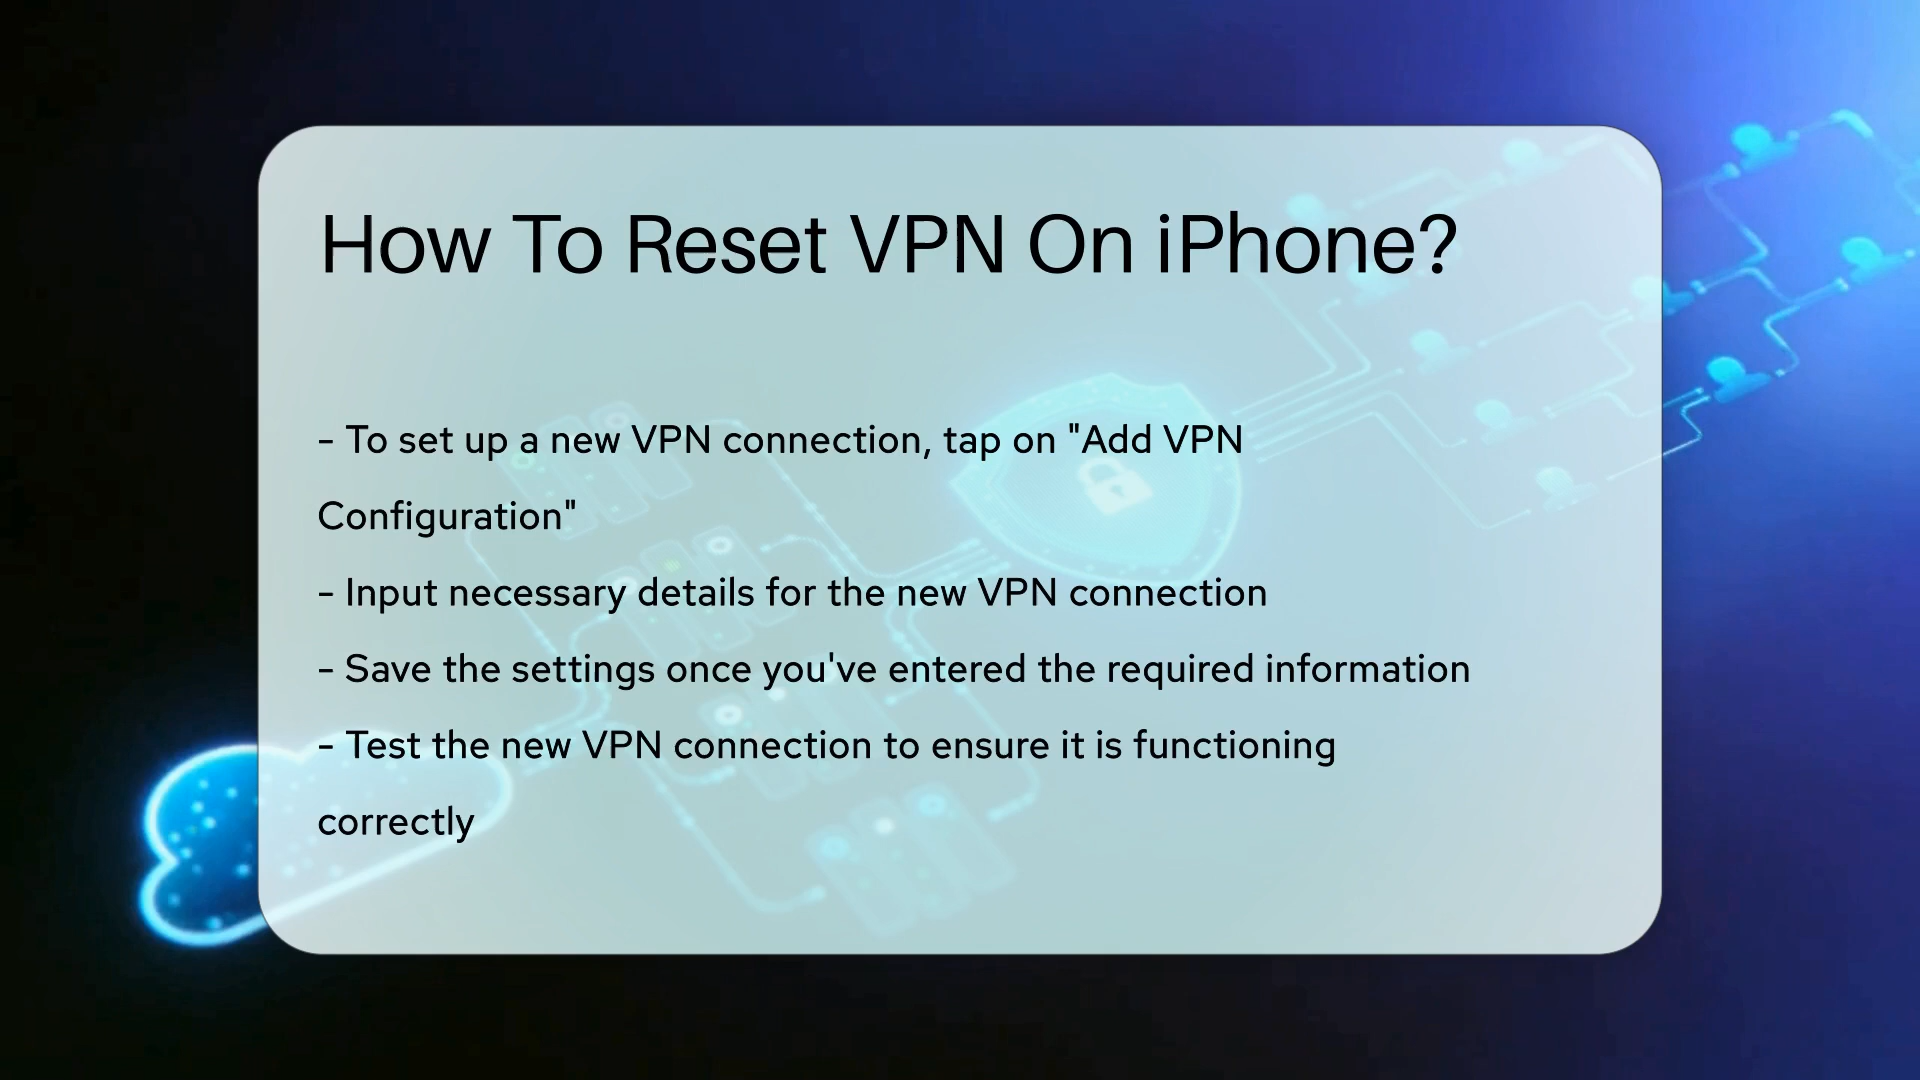 How To Reset VPN On iPhone?
- To set up a new VPN connection, tap on "Add VPN
Configuration"
- Input necessary details for the new VPN connection
- Save the settings once you've entered the required information
- Test the new VPN connection to ensure it is functioning
correctly